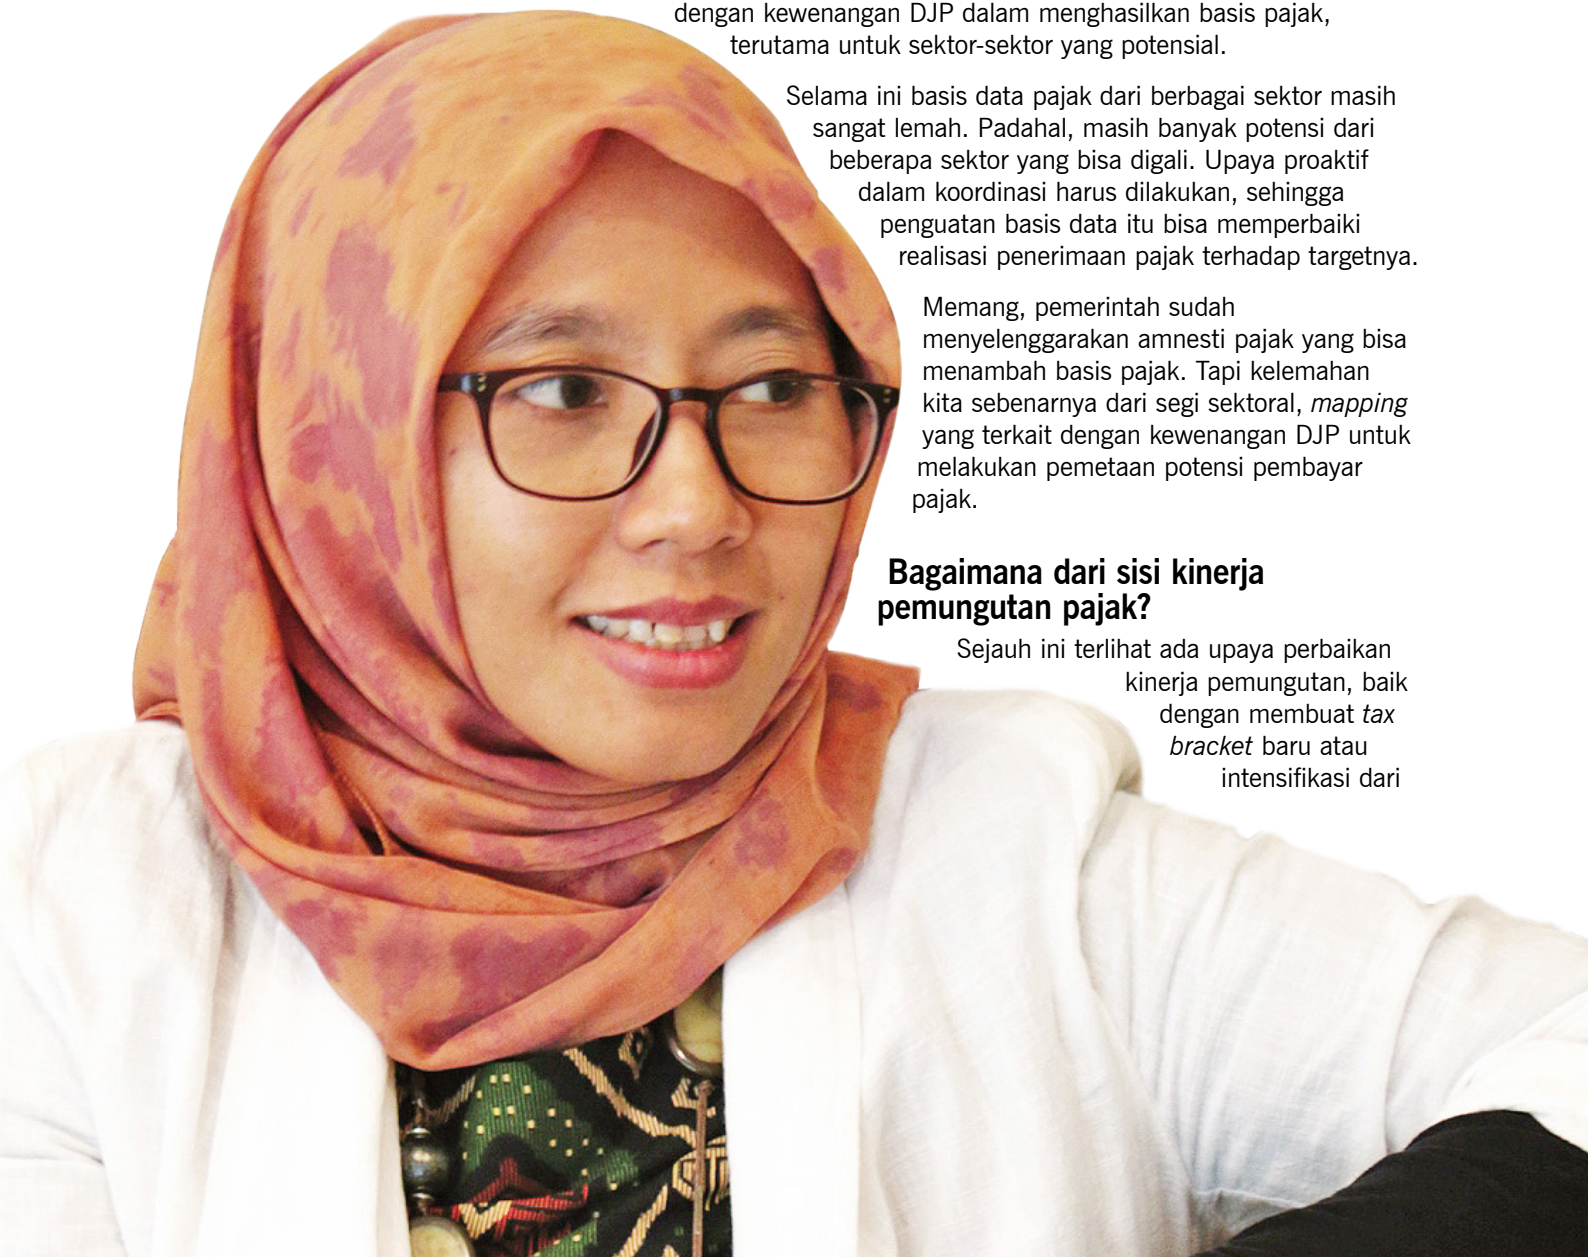 dengan kewenangan DJP dalam menghasilkan basis pajak,
terutama untuk sektor-sektor yang potensial.
Selama ini basis data pajak dari berbagai sektor masih
sangat lemah. Padahal, masih banyak potensi dari
beberapa sektor yang bisa digali. Upaya proaktif
dalam koordinasi harus dilakukan, sehingga
penguatan basis data itu bisa memperbaiki
realisasi penerimaan pajak terhadap targetnya.
Memang, pemerintah sudah
menyelenggarakan amnesti pajak yang bisa
menambah basis pajak. Tapi kelemahan
kita sebenarnya dari segi sektoral, mapping
yang terkait dengan kewenangan DJP untuk
melakukan pemetaan potensi pembayar
pajak.
Bagaimana dari sisi kinerja
pemungutan pajak?
Sejauh ini terlihat ada upaya perbaikan
kinerja pemungutan, baik
dengan membuat tax
bracket baru atau
intensifikasi dari